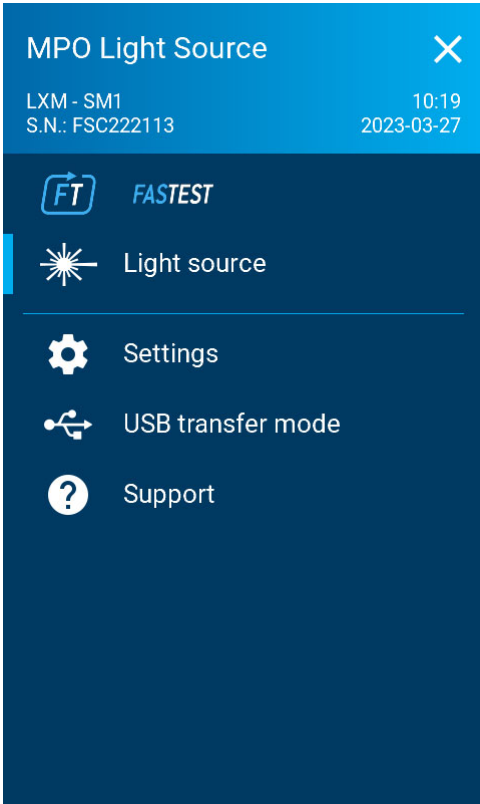 MPO Light Source
LXM - SM1
10:19
S.N.: FSC222113
2023-03-27
FT FASTEST
Light source
Settings
USB transfer mode
Support